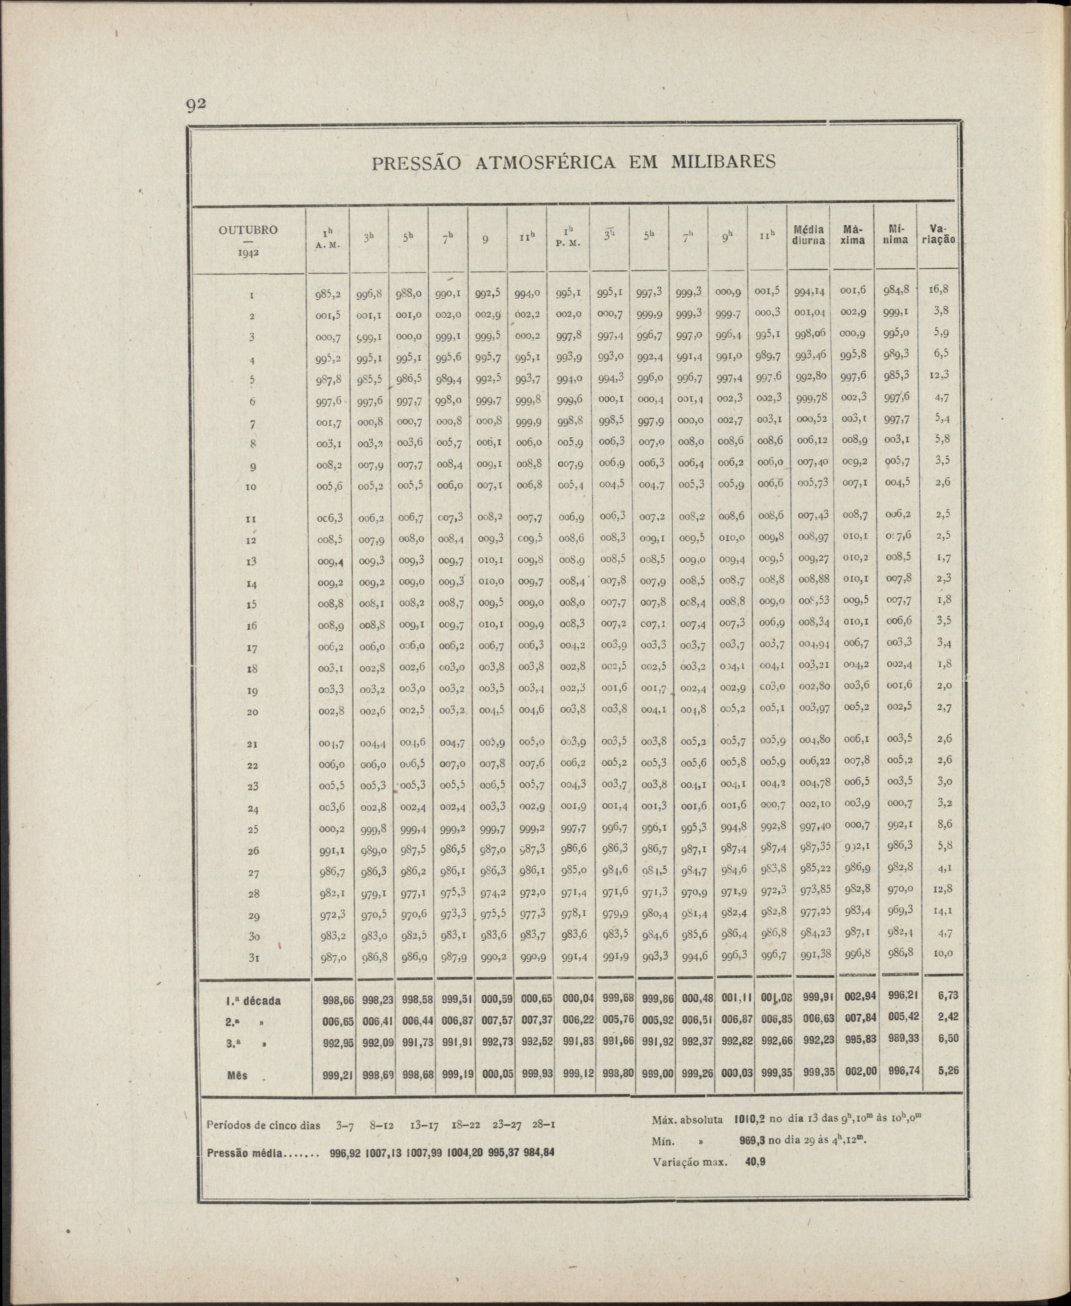 92
PRESSÃO ATMOSFÉRICA EM MILIBARES
OUTUBRO — 1942 1h A. M. 3h 5h 7h 9 11h 1h P. M. 3h 5h 7h 9h 11h Média diurna Má-xima Mí-nima Va-riação
1 985,2 996,8 988,0 990,1 992,5 994,0 995,1 995,1 997,3 999,3 000,9 001,5 994,14 001,6 984,8 16,8
2 001,5 001,1 001,0 002,0 002,9 002,2 002,0 000,7 999,9 999,3 999,7 000,3 001,04 002,9 999,1 3,8
3 000,7 999,1 000,0 999,1 999,5 000,2 997,8 997,4 996,7 997,0 996,4 995,1 998,06 000,9 995,0 5,9
4 995,2 995,1 995,1 995,6 995,7 995,1 993,9 993,0 992,4 991,4 991,0 989,7 993,46 995,8 989,3 6,5
5 987,8 985,5 986,5 989,4 992,5 993,7 994,0 994,3 996,0 996,7 997,4 997,6 992,80 997,6 985,3 12,3
6 997,6 997,6 997,7 998,0 999,7 999,8 999,6 000,1 000,4 001,4 002,3 002,3 999,78 002,3 997,6 4,7
7 001,7 000,8 000,7 000,8 000,8 999,9 998,8 998,5 997,9 000,0 002,7 003,1 000,52 003,1 997,7 5,4
8 003,1 003,2 003,6 005,7 006,1 006,0 005,9 006,3 007,0 008,0 008,6 008,6 006,12 008,9 003,1 5,8
9 008,2 007,9 007,7 008,4 009,1 008,8 007,9 006,9 006,3 006,4 006,2 006,0 007,40 009,2 005,7 3,5
10 005,6 005,2 005,5 006,0 007,1 006,8 005,4 004,5 004,7 005,3 005,9 006,6 005,73 007,1 004,5 2,6
11 006,3 006,2 006,7 007,3 008,2 007,7 006,9 006,3 007,2 008,2 008,6 008,6 007,43 008,7 006,2 2,5
12 008,5 007,9 008,0 008,4 009,3 009,5 008,6 008,3 009,1 009,5 010,0 009,8 008,97 010,1 007,6 2,5
13 009,4 009,3 009,3 009,7 010,1 009,8 008,9 008,5 008,5 009,0 009,4 009,5 009,27 010,2 008,5 1,7
14 009,2 009,2 009,0 009,3 010,0 009,7 008,4 007,8 007,9 008,5 008,7 008,8 008,88 010,1 007,8 2,3
15 008,8 008,1 008,2 008,7 009,5 009,0 008,0 007,7 007,8 008,4 008,8 009,0 008,53 009,5 007,7 1,8
16 008,9 008,8 009,1 009,7 010,1 009,9 008,3 007,2 007,1 007,4 007,3 006,9 008,34 010,1 006,6 3,5
17 006,2 006,0 006,0 006,2 006,7 006,3 004,2 003,9 003,3 003,7 003,7 003,7 004,94 006,7 003,3 3,4
18 003,1 002,8 002,6 003,0 003,8 003,8 002,8 002,5 002,5 003,2 004,1 004,1 003,21 004,2 002,4 1,8
19 003,3 003,2 003,0 003,2 003,5 003,4 002,3 001,6 001,7 002,4 002,9 003,0 002,80 003,6 001,6 2,0
20 002,8 002,6 002,5 003,2 004,5 004,6 003,8 003,8 004,1 004,8 005,2 005,1 003,97 005,2 002,5 2,7
21 004,7 004,4 004,6 004,7 005,9 005,0 003,9 003,5 003,8 005,2 005,7 005,9 004,80 006,1 003,5 2,6
22 006,0 006,0 006,5 007,0 007,8 007,6 006,2 005,2 005,3 005,6 005,8 005,9 006,22 007,8 005,2 2,6
23 005,5 005,3 005,3 005,5 006,5 005,7 004,3 003,7 003,8 004,1 004,1 004,2 004,78 006,5 003,5 3,0
24 003,6 002,8 002,4 002,4 003,3 002,9 001,9 001,4 001,3 001,6 001,6 000,7 002,10 003,9 000,7 3,2
25 000,2 999,8 999,4 999,2 999,7 999,2 997,7 996,7 996,1 995,3 994,8 992,8 997,40 000,7 992,1 8,6
26 991,1 989,0 987,5 986,5 987,0 987,3 986,6 986,3 986,7 987,1 987,4 987,4 987,35 992,1 986,3 5,8
27 986,7 986,3 986,2 986,1 986,3 986,1 985,0 984,6 984,5 984,7 984,6 983,8 985,22 986,9 982,8 4,1
28 982,1 979,1 977,1 975,3 974,2 972,0 971,4 971,6 971,3 970,9 971,9 972,3 973,85 982,8 970,0 12,8
29 972,3 970,5 970,6 973,3 975,5 977,3 978,1 979,9 980,4 981,4 982,4 982,8 977,25 983,4 969,3 14,1
30 983,2 983,0 982,5 983,1 983,6 983,7 983,6 983,5 984,6 985,6 986,4 986,8 984,23 987,1 982,4 4,7
31 987,0 986,8 986,9 987,9 990,2 990,9 991,4 991,9 993,3 994,6 996,3 996,7 991,38 996,8 986,8 10,0
1.ª década 998,66 998,23 998,58 999,51 000,59 000,65 000,04 999,68 999,86 000,48 001,11 001,08 999,91 002,94 996,21 6,73
2.ª » 006,65 006,41 006,44 006,87 007,57 007,37 006,22 005,76 005,92 006,51 006,87 006,85 006,63 007,84 005,42 2,42
3.ª » 992,95 992,09 991,73 991,91 992,73 992,52 991,83 991,66 991,92 992,37 992,82 992,66 992,23 995,83 989,33 6,50
Mês 999,21 998,69 998,68 999,19 000,05 999,93 999,12 998,80 999,00 999,26 000,03 999,35 999,35 002,00 996,74 5,26
Períodos de cinco dias 3–7 8–12 13–17 18–22 23–27 28–1
Pressão média....... 996,92 1007,13 1007,99 1004,20 995,37 984,84
Máx. absoluta 1010,2 no dia 13 das 9h,10m às 10h,0m
Mín. » 969,3 no dia 29 às 4h,12m.
Variação max. 40,9